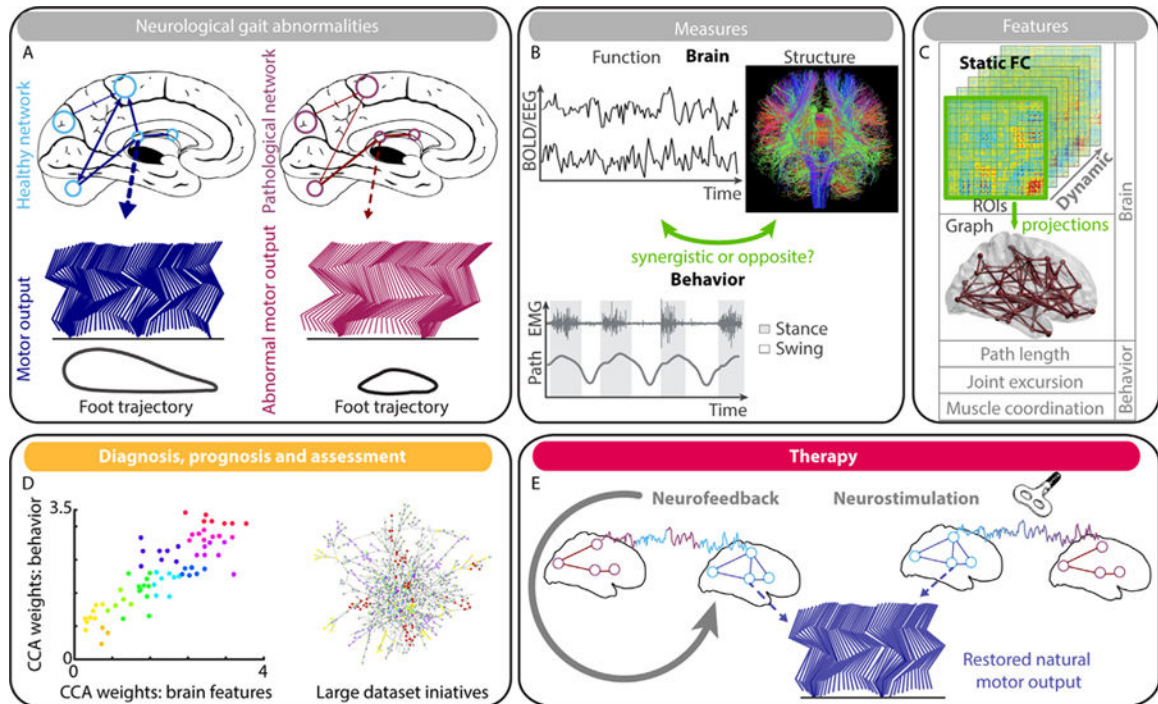 Neurological gait abnormalities
A
Healthy network
Pathological network
Motor output
Abnormal motor output
Foot trajectory
Foot trajectory
Measures
B
Function
Brain
Structure
BOLD/EEG
Time
synergistic or opposite?
Behavior
EMG
Path
Stance
Swing
Time
Features
C
Static FC
Dynamic
ROIs
Graph
projections
Brain
Path length
Joint excursion
Muscle coordination
Behavior
Diagnosis, prognosis and assessment
D
3.5
CCA weights: behavior
0
0
4
CCA weights: brain features
Large dataset iniatives
Therapy
E
Neurofeedback
Neurostimulation
Restored natural
motor output